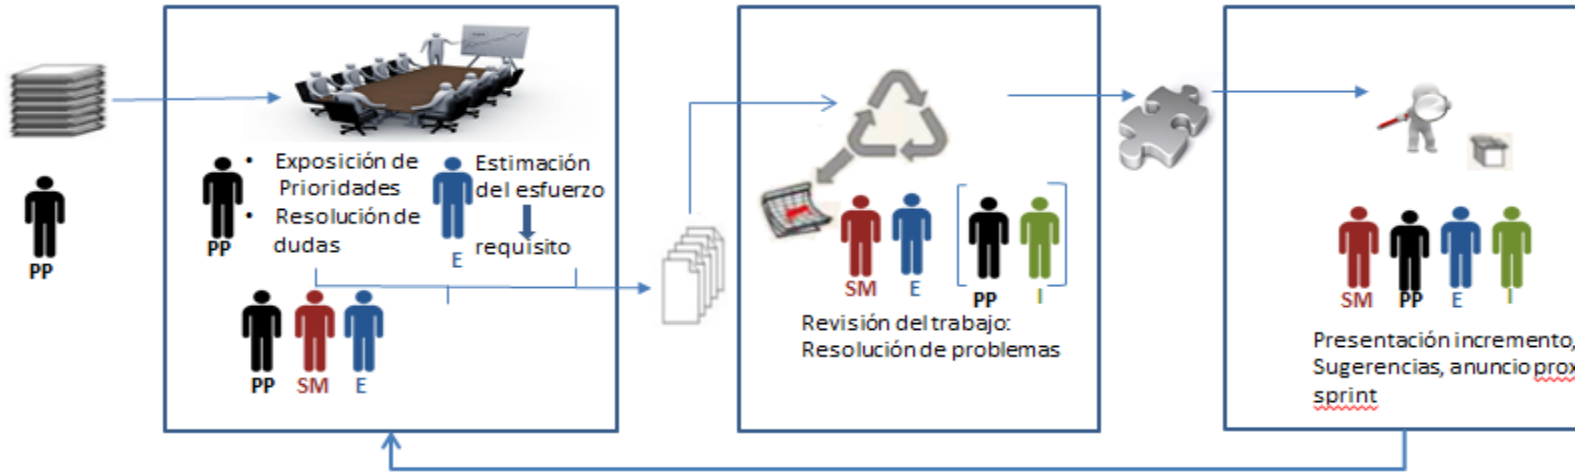 PP
PP
• Exposición de
Prioridades
• Resolución de
dudas
E
Estimación
del esfuerzo
requisito
PP SM E
SM E PP I
Revisión del trabajo:
Resolución de problemas
SM PP E I
Presentación incremento,
Sugerencias, anuncio prox
sprint